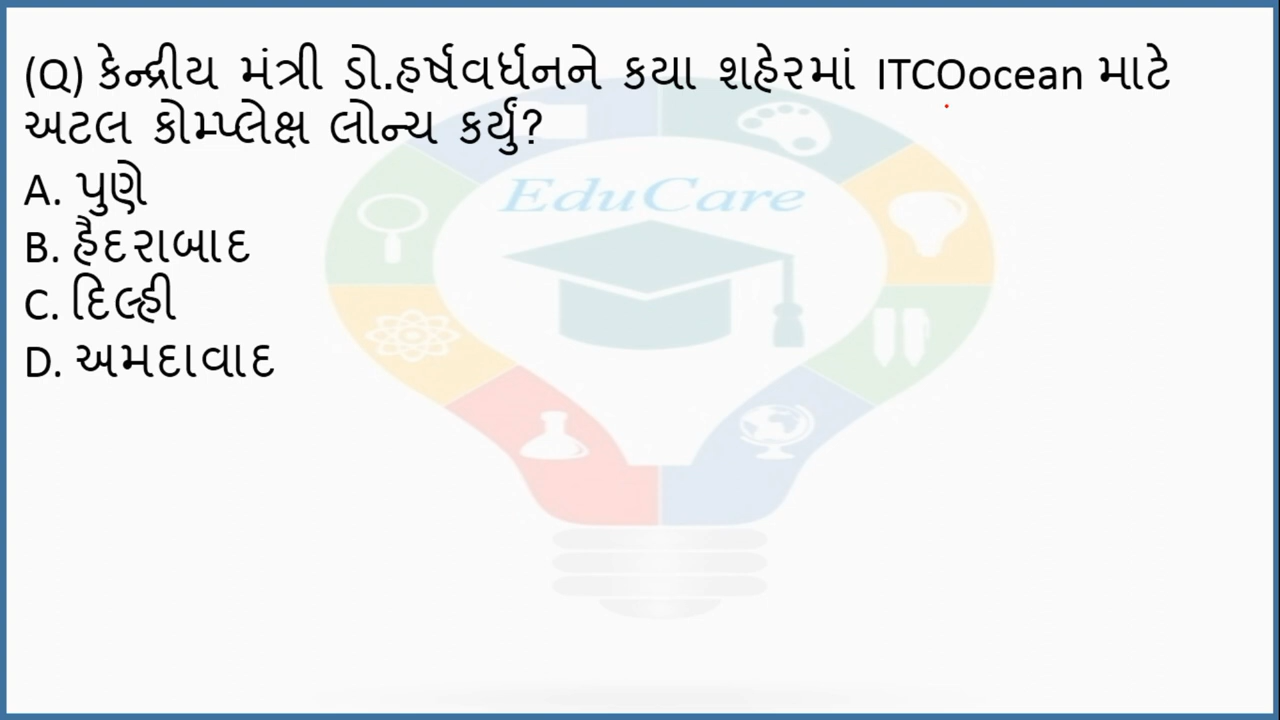 (Q) કેન્દ્રીય મંત્રી ડો.હર્ષવર્ધનને કયા શહેરમાં ITCOocean માટે
અટલ કોમ્પ્લેક્ષ લોન્ચ કર્યું?
A. પુણે
B. હૈદરાબાદ
C. દિલ્હી
D. અમદાવાદ
EduCare